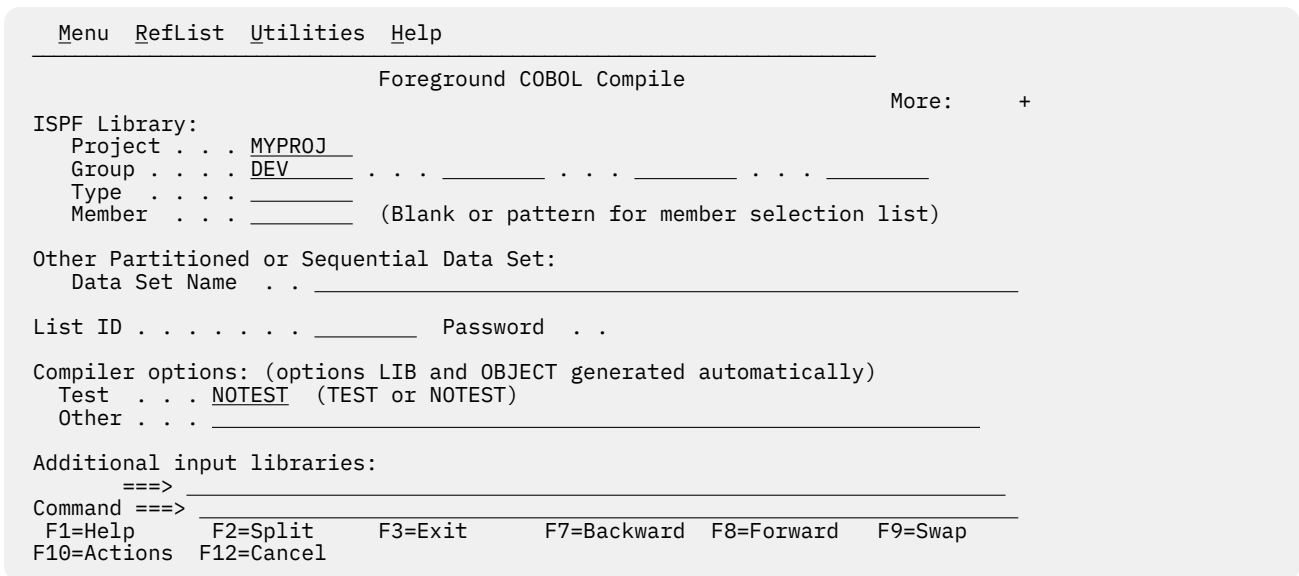 Menu RefList Utilities Help
Foreground COBOL Compile
More: +
ISPF Library:
Project . . . MYPROJ
Group . . . . DEV . . . . . . . . .
Type . . . .
Member . . . (Blank or pattern for member selection list)
Other Partitioned or Sequential Data Set:
Data Set Name . .
List ID . . . . . . . Password . .
Compiler options: (options LIB and OBJECT generated automatically)
Test . . . NOTEST (TEST or NOTEST)
Other . . .
Additional input libraries:
===>
Command ===>
F1=Help F2=Split F3=Exit F7=Backward F8=Forward F9=Swap
F10=Actions F12=Cancel